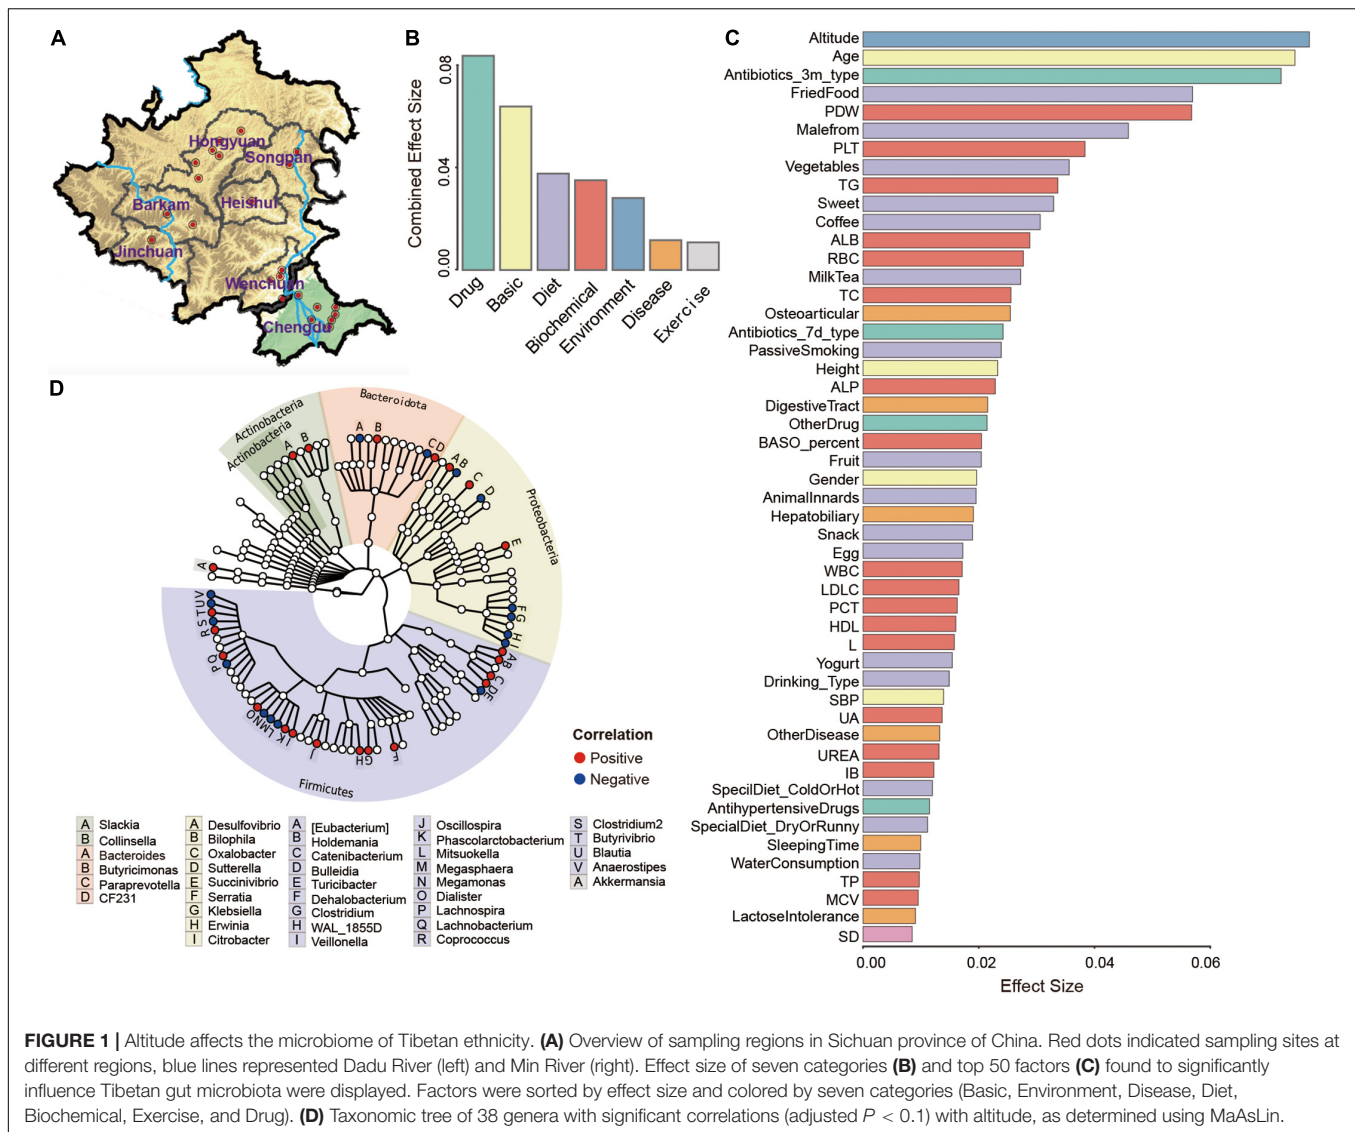 A
Hongyuan
Songpan
Barkam
Heishui
Jinchuan
Wenchuan
Chengdu
B
Combined Effect Size
0.08
0.04
0.00
Drug
Basic
Diet
Biochemical
Environment
Disease
Exercise
C
Altitude
Age
Antibiotics_3m_type
FriedFood
PDW
Malefrom
PLT
Vegetables
TG
Sweet
Coffee
ALB
RBC
MilkTea
TC
Osteoarticular
Antibiotics_7d_type
PassiveSmoking
Height
ALP
DigestiveTract
OtherDrug
BASO_percent
Fruit
Gender
AnimalInnards
Hepatobiliary
Snack
Egg
WBC
LDLC
PCT
HDL
L
Yogurt
Drinking_Type
SBP
UA
OtherDisease
UREA
IB
SpecilDiet_ColdOrHot
AntihypertensiveDrugs
SpecialDiet_DryOrRunny
SleepingTime
WaterConsumption
TP
MCV
LactoseIntolerance
SD
0.00 0.02 0.04 0.06
Effect Size
D
Actinobacteria
Actinobacteria
Bacteroidota
Proteobacteria
Firmicutes
A B
A B C D
A B C D E F G H I
A B C D E F G H I J K L M N O P Q R S T U V
A
Correlation
Positive
Negative
A Slackia
B Collinsella
A Bacteroides
B Butyricimonas
C Paraprevotella
D CF231
A Desulfovibrio
B Bilophila
C Oxalobacter
D Sutterella
E Succinivibrio
F Serratia
G Klebsiella
H Erwinia
I Citrobacter
A [Eubacterium]
B Holdemania
C Catenibacterium
D Bulleidia
E Turicibacter
F Dehalobacterium
G Clostridium
H WAL_1855D
I Veillonella
J Oscillospira
K Phascolarctobacterium
L Mitsuokella
M Megasphaera
N Megamonas
O Dialister
P Lachnospira
Q Lachnobacterium
R Coprococcus
S Clostridium2
T Butyrivibrio
U Blautia
V Anaerostipes
A Akkermansia
FIGURE 1 | Altitude affects the microbiome of Tibetan ethnicity. (A) Overview of sampling regions in Sichuan province of China. Red dots indicated sampling sites at
different regions, blue lines represented Dadu River (left) and Min River (right). Effect size of seven categories (B) and top 50 factors (C) found to significantly
influence Tibetan gut microbiota were displayed. Factors were sorted by effect size and colored by seven categories (Basic, Environment, Disease, Diet,
Biochemical, Exercise, and Drug). (D) Taxonomic tree of 38 genera with significant correlations (adjusted P < 0.1) with altitude, as determined using MaAsLin.